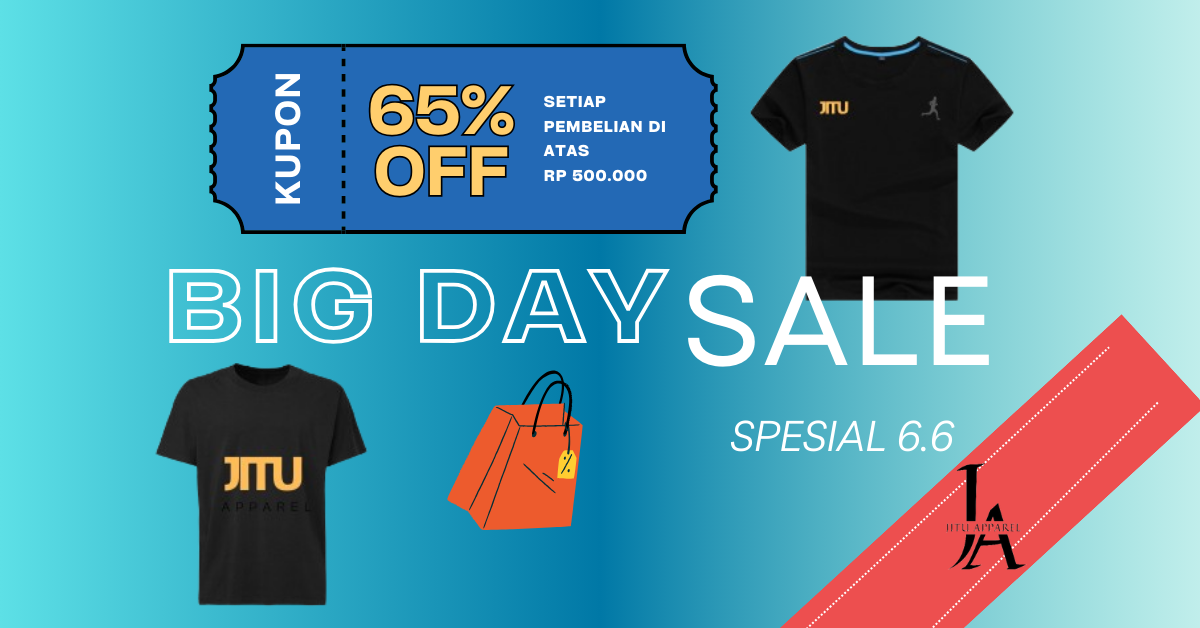 KUPON
65%
OFF
SETIAP
PEMBELIAN DI
ATAS
RP 500.000
JITU
BIG DAY SALE
JITU
APPAREL
SPESIAL 6.6
JA
JITU APPAREL